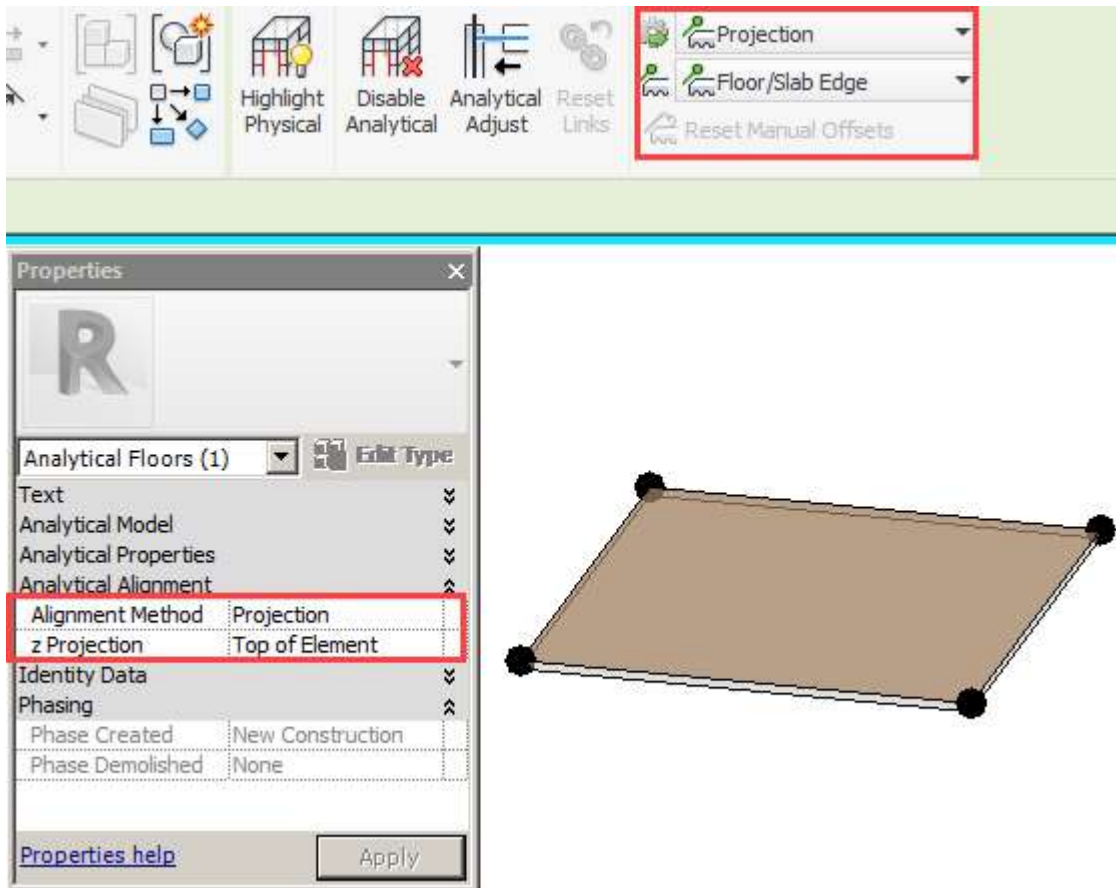 Projection
Floor/Slab Edge
Reset Manual Offsets
Highlight Physical
Disable Analytical
Analytical Adjust
Reset Links
Properties
R
Analytical Floors (1)
Edit Type
Text
Analytical Model
Analytical Properties
Analytical Alignment
Alignment Method Projection
z Projection Top of Element
Identity Data
Phasing
Phase Created New Construction
Phase Demolished None
Properties help
Apply